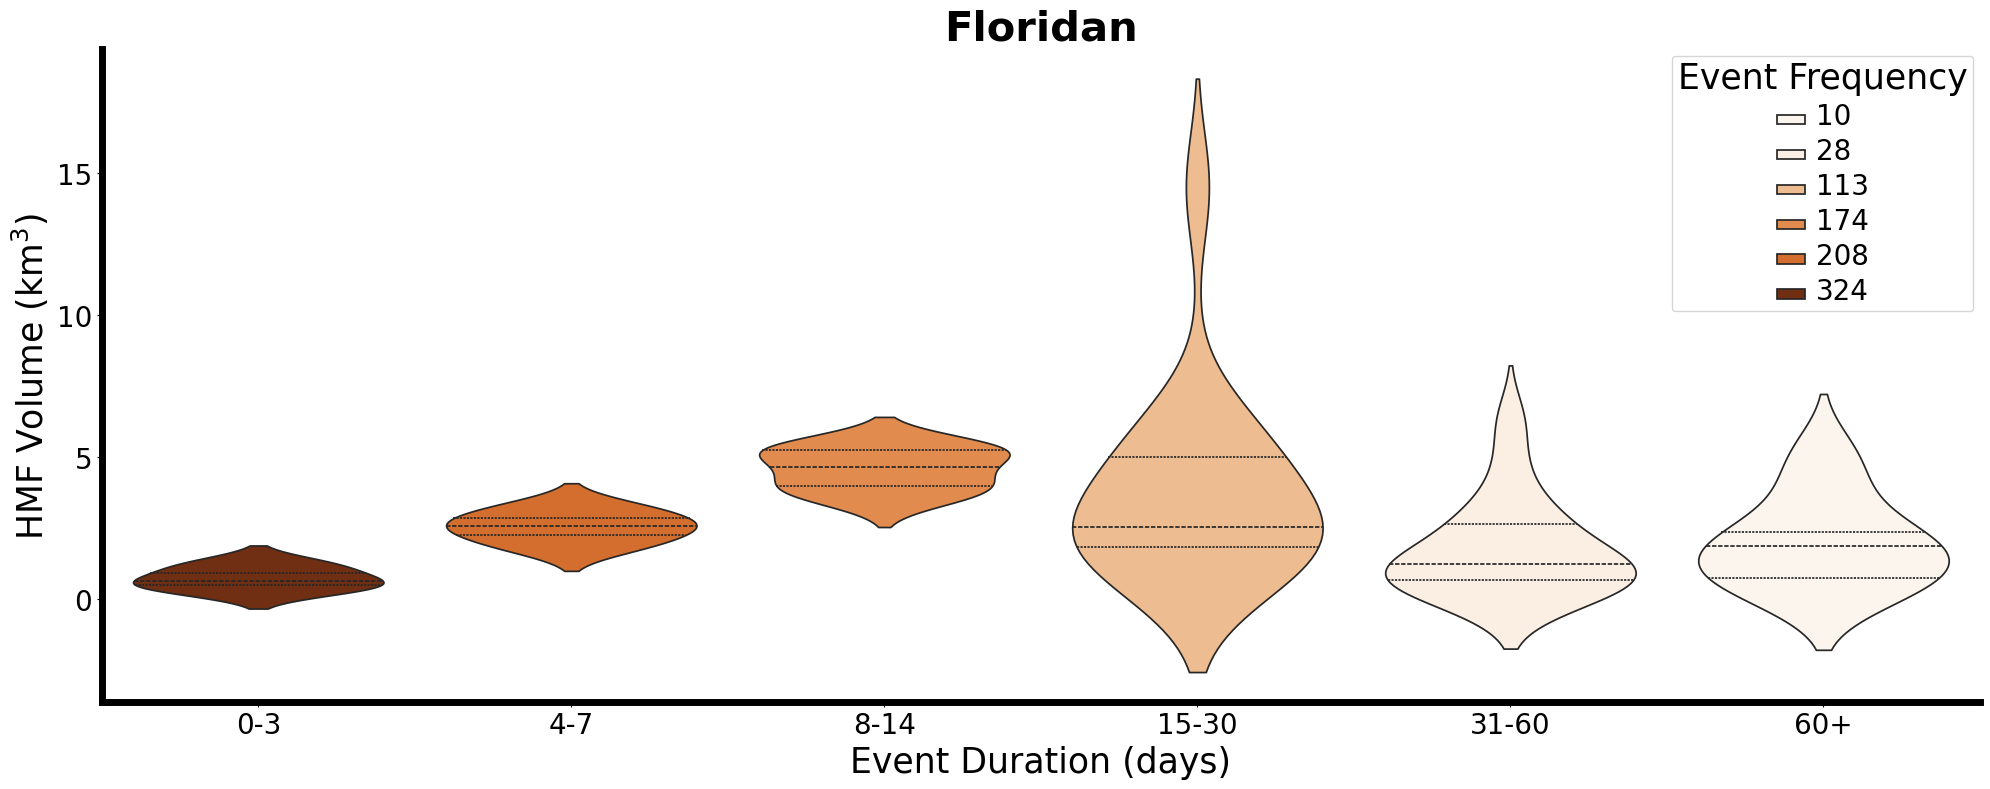 Floridan
Event Frequency
10
28
113
174
208
324
15
10
5
0
HMF Volume (km³)
0-3 4-7 8-14 15-30 31-60 60+
Event Duration (days)